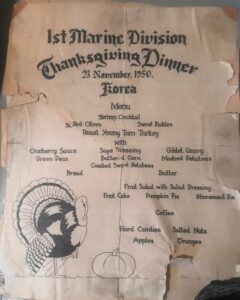 1st Marine Division
Thanksgiving Dinner
23 November, 1950.
Korea
Menu
Shrimp Cocktail
Olives Sweet Pickles
Roast Young Tom Turkey
with
Cranberry Sauce Sage Dressing Giblet Gravy
Green Peas Buttered Corn Mashed Potatoes
Candied Sweet Potatoes
Bread Butter
Fruit Salad with Salad Dressing
Fruit Cake Pumpkin Pie Mincemeat Pie
Coffee
Hard Candies Salted Nuts
Apples Oranges